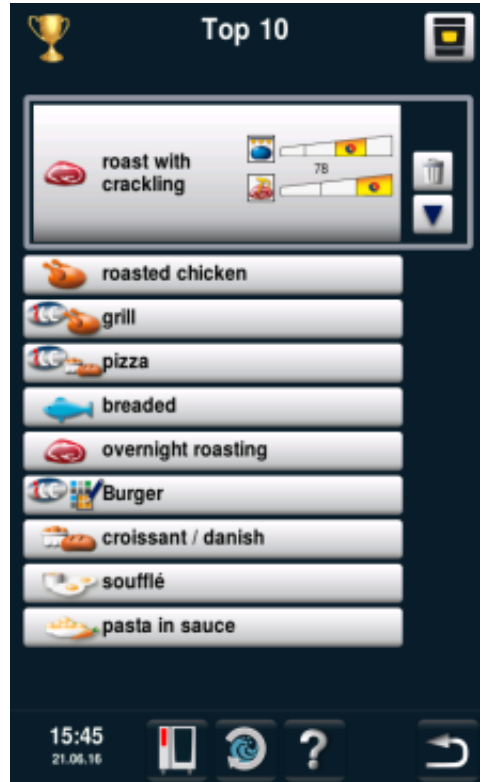 Top 10
roast with
crackling
78
roasted chicken
grill
pizza
breaded
overnight roasting
Burger
croissant / danish
soufflé
pasta in sauce
15:45
21.06.16
?